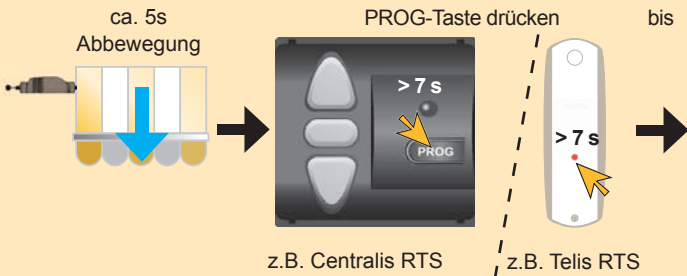 ca. 5s
Abbewegung
PROG-Taste drücken
bis
> 7 s
PROG
> 7 s
z.B. Centralis RTS
z.B. Telis RTS